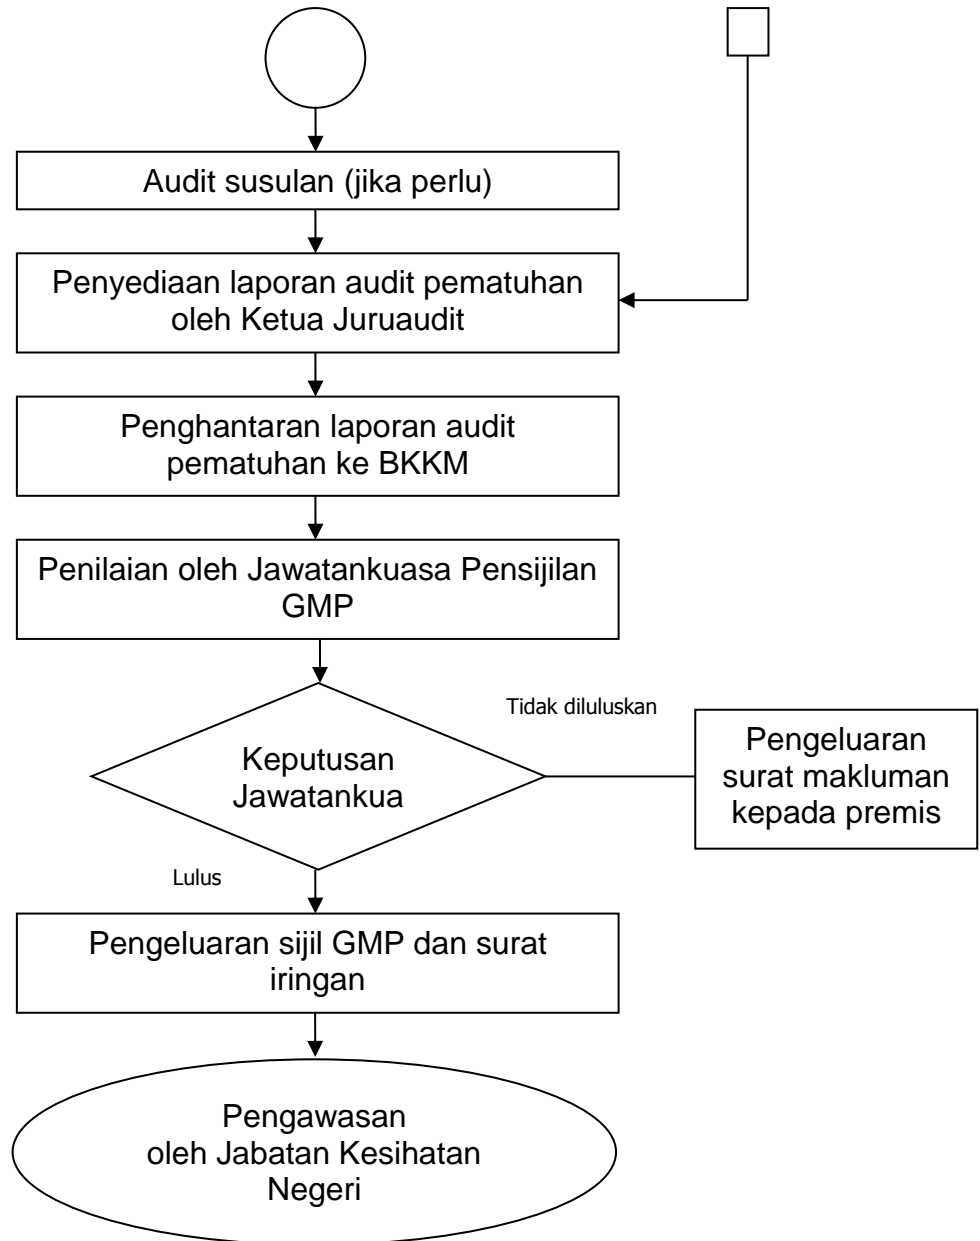 Audit susulan (jika perlu)
Penyediaan laporan audit pematuhan
oleh Ketua Juruaudit
Penghantaran laporan audit
pematuhan ke BKKM
Penilaian oleh Jawatankuasa Pensijilan
GMP
Tidak diluluskan
Keputusan
Jawatankua
Pengeluaran
surat makluman
kepada premis
Lulus
Pengeluaran sijil GMP dan surat
iringan
Pengawasan
oleh Jabatan Kesihatan
Negeri